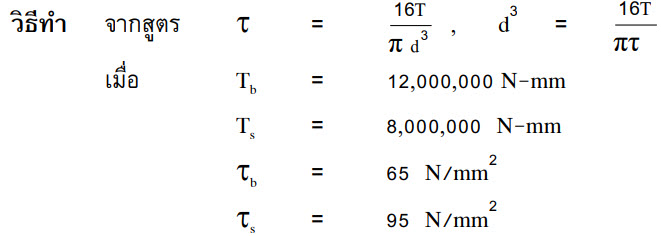 วิธีทำ จากสูตร τ = 16T / π d³ , d³ = 16T / πτ
เมื่อ T_b = 12,000,000 N-mm
T_s = 8,000,000 N-mm
τ_b = 65 N/mm²
τ_s = 95 N/mm²